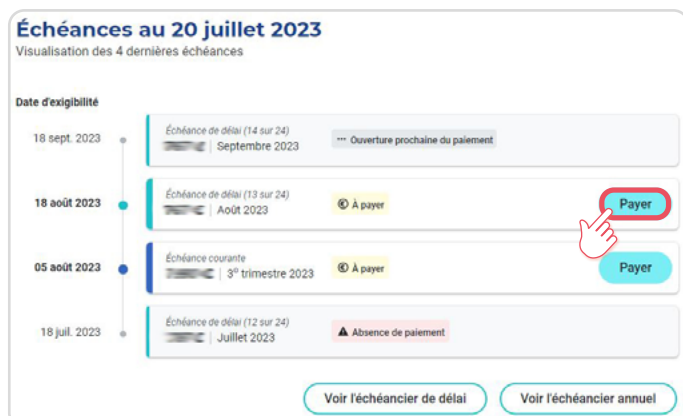 Échéances au 20 juillet 2023
Visualisation des 4 dernières échéances
Date d'exigibilité
18 sept. 2023
Échéance de délai (14 sur 24)
€ | Septembre 2023
··· Ouverture prochaine du paiement
18 août 2023
Échéance de délai (13 sur 24)
€ | Août 2023
À payer
Payer
05 août 2023
Échéance courante
€ | 3º trimestre 2023
À payer
Payer
18 juil. 2023
Échéance de délai (12 sur 24)
€ | Juillet 2023
Absence de paiement
Voir l'échéancier de délai
Voir l'échéancier annuel